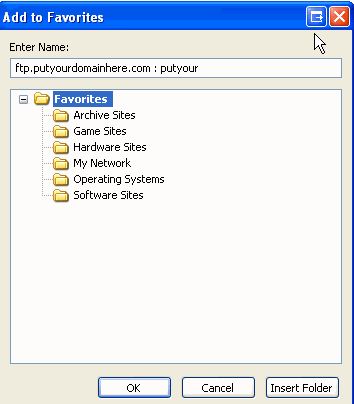 Add to Favorites
Enter Name:
ftp.putyourdomainhere.com : putyour
Favorites
Archive Sites
Game Sites
Hardware Sites
My Network
Operating Systems
Software Sites
OK
Cancel
Insert Folder